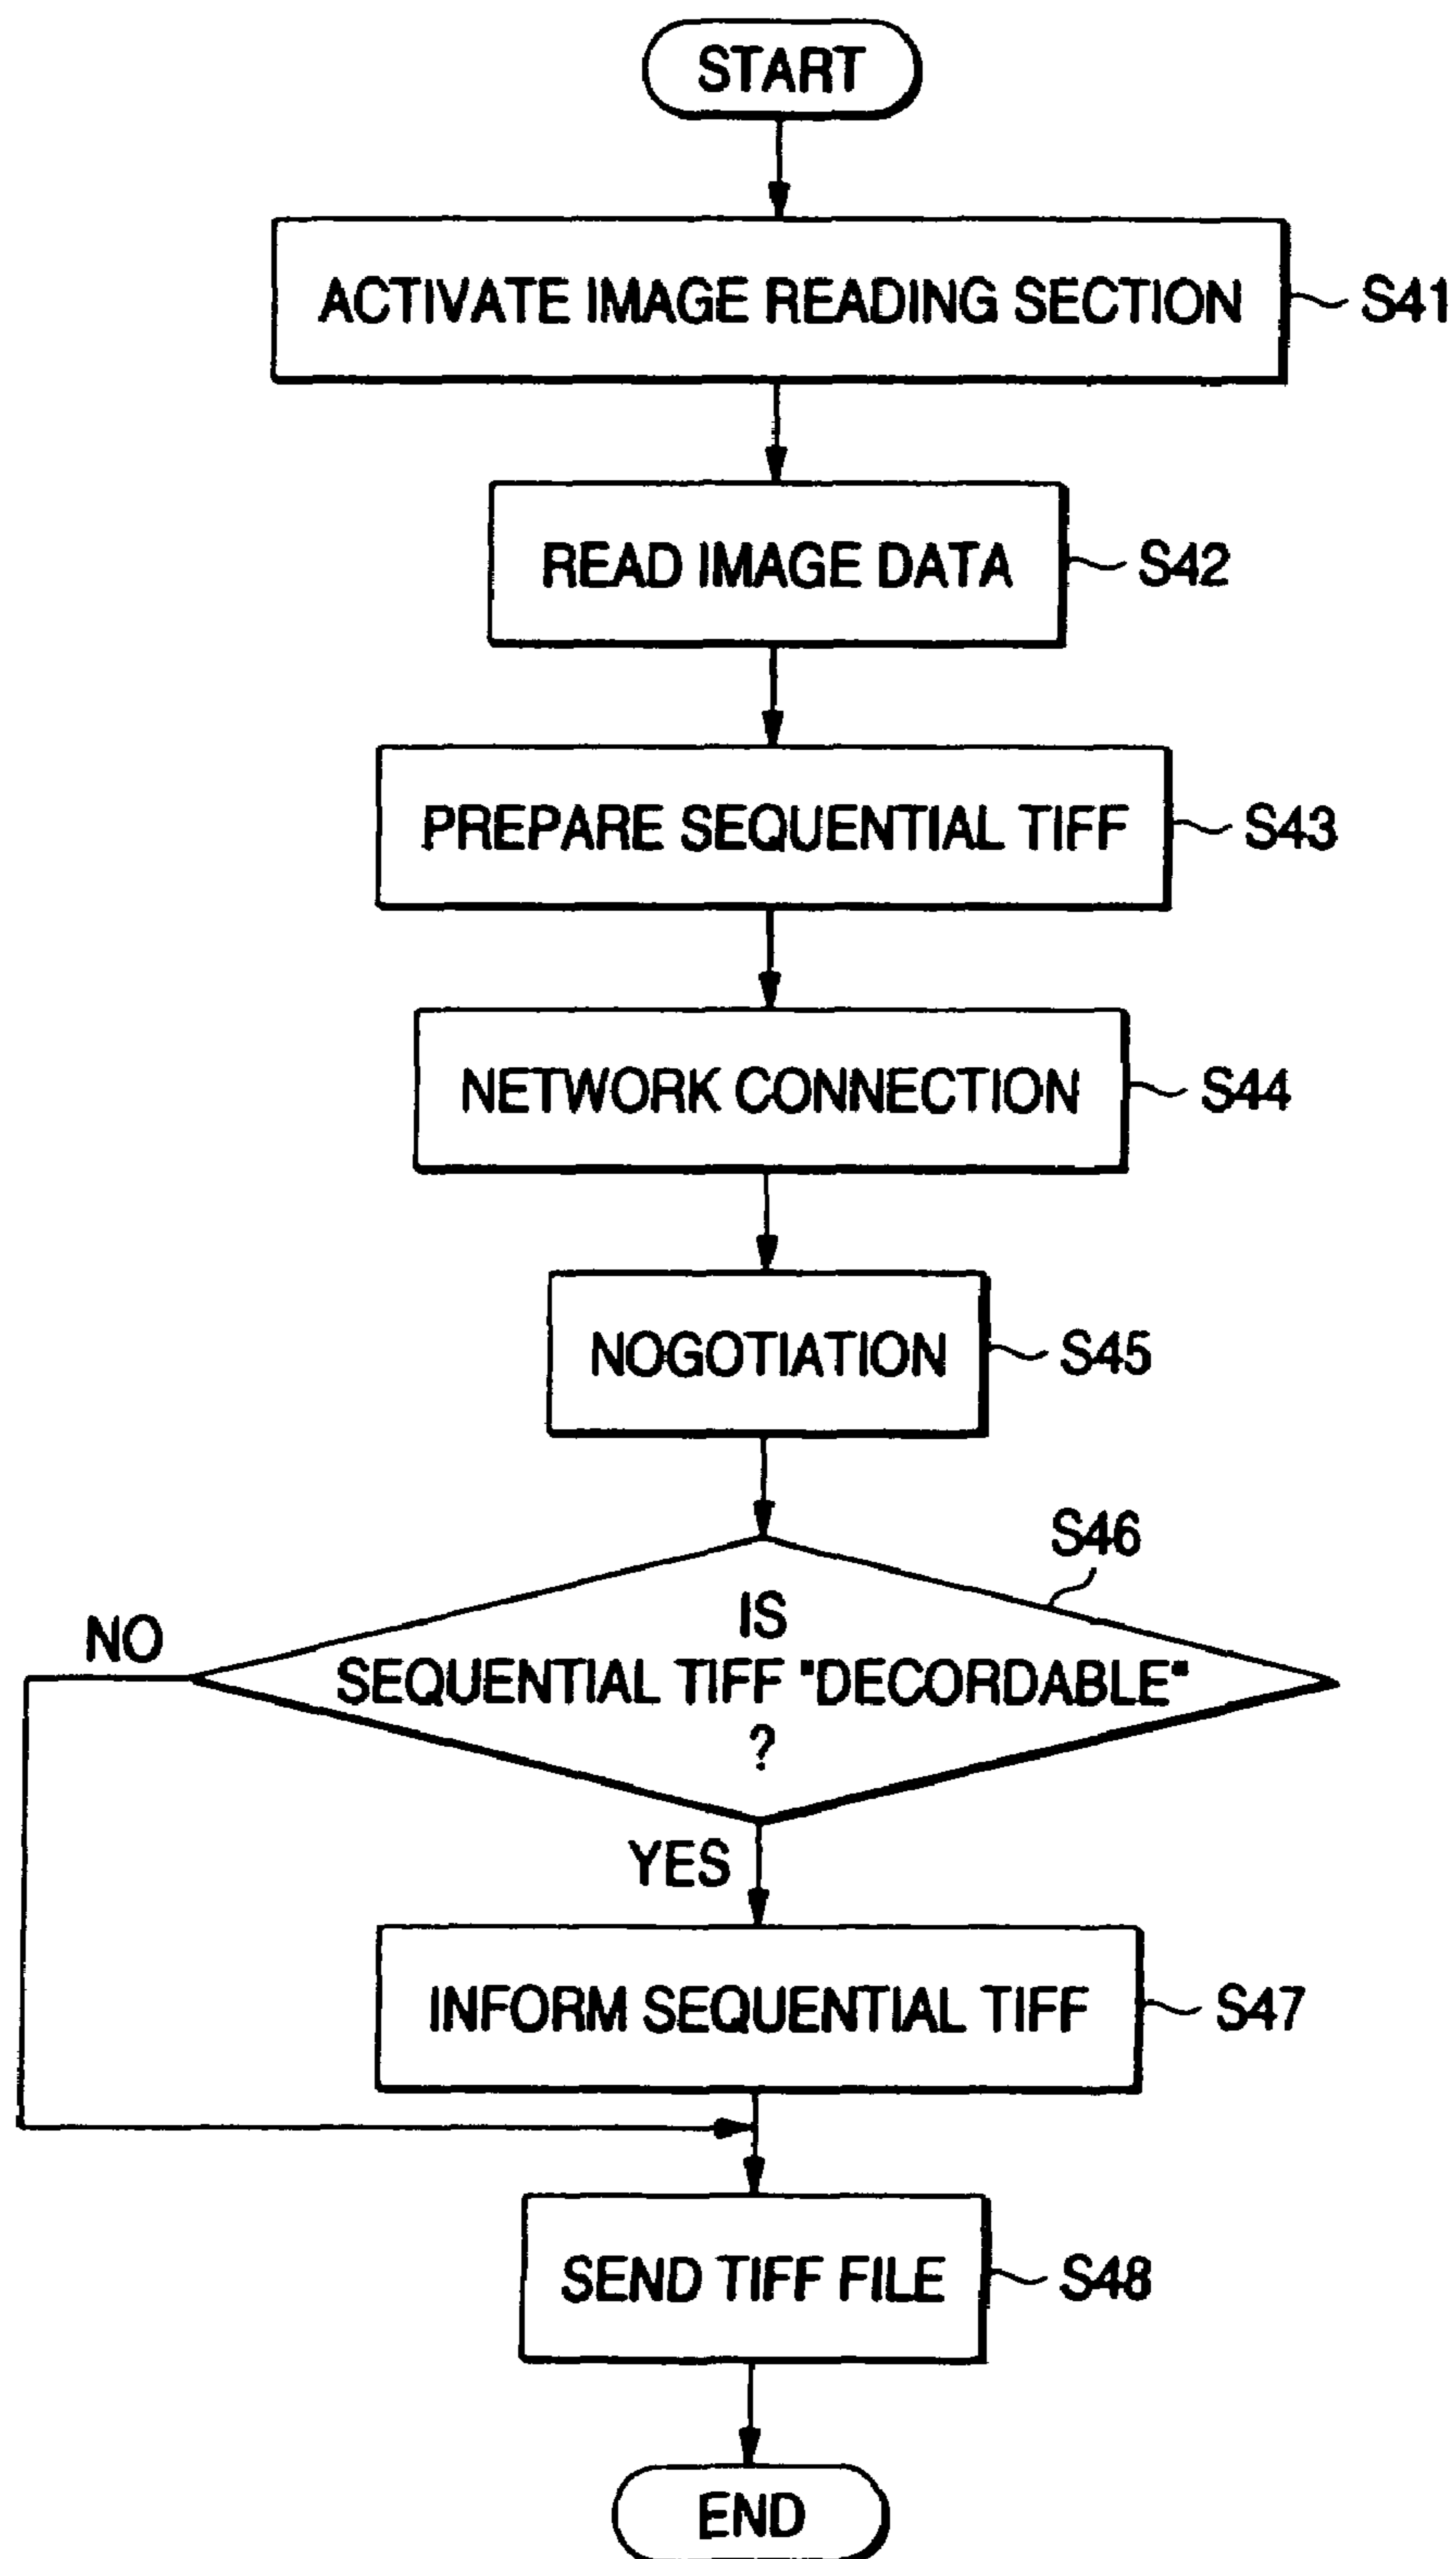 START
ACTIVATE IMAGE READING SECTION
S41
READ IMAGE DATA
S42
PREPARE SEQUENTIAL TIFF
S43
NETWORK CONNECTION
S44
NOGOTIATION
S45
S46
NO
IS
SEQUENTIAL TIFF "DECORDABLE"
?
YES
INFORM SEQUENTIAL TIFF
S47
SEND TIFF FILE
S48
END